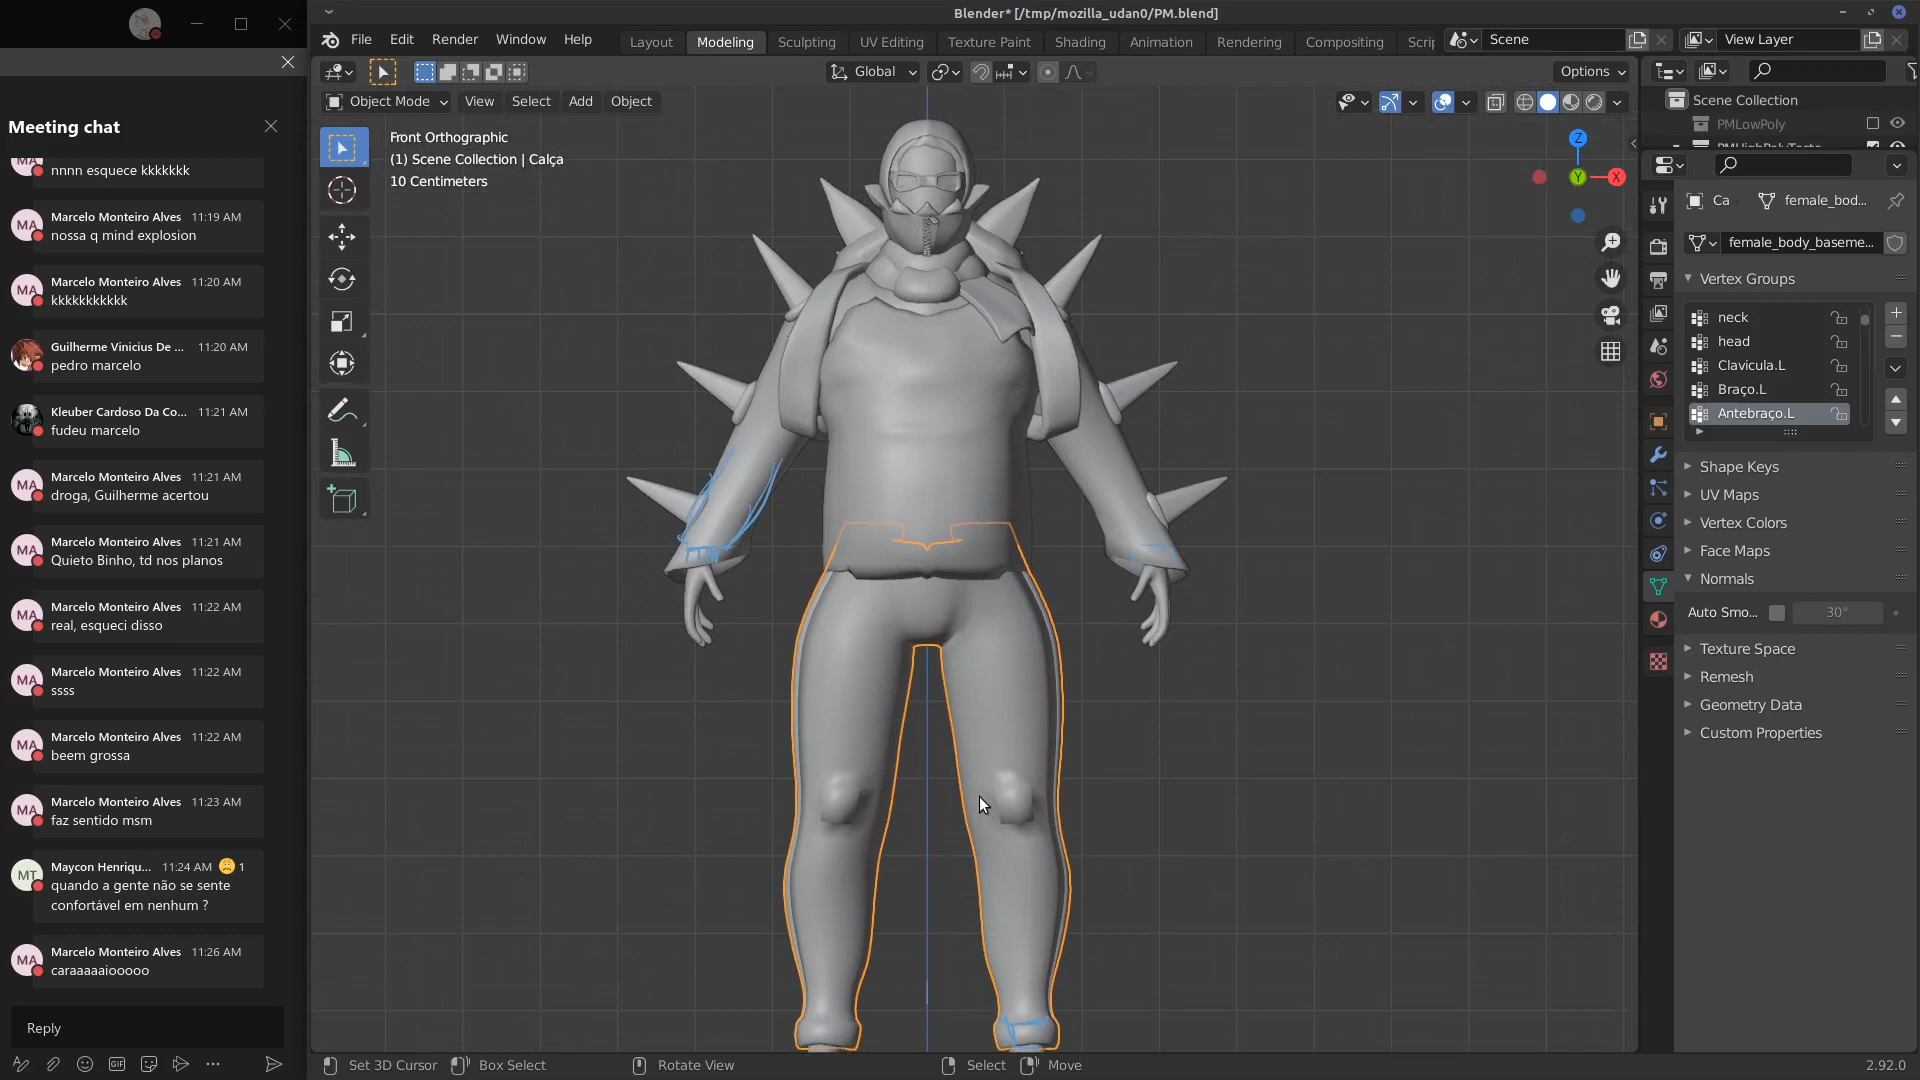 Meeting chat
nnnn esquece kkkkkkk
Marcelo Monteiro Alves 11:19 AM
nossa q mind explosion
Marcelo Monteiro Alves 11:20 AM
kkkkkkkkkkk
Guilherme Vinicius De ... 11:20 AM
pedro marcelo
Kleuber Cardoso Da Co... 11:21 AM
fudeu marcelo
Marcelo Monteiro Alves 11:21 AM
droga, Guilherme acertou
Marcelo Monteiro Alves 11:21 AM
Quieto Binho, td nos planos
Marcelo Monteiro Alves 11:22 AM
real, esqueci disso
Marcelo Monteiro Alves 11:22 AM
ssss
Marcelo Monteiro Alves 11:22 AM
beem grossa
Marcelo Monteiro Alves 11:23 AM
faz sentido msm
Maycon Henriqu... 11:24 AM 1
quando a gente não se sente
confortável em nenhum ?
Marcelo Monteiro Alves 11:26 AM
caraaaaaiooooo
Reply
Blender* [/tmp/mozilla_udan0/PM.blend]
File Edit Render Window Help
Layout Modeling Sculpting UV Editing Texture Paint Shading Animation Rendering Compositing Scrip
Scene
View Layer
Global
Options
Object Mode View Select Add Object
Front Orthographic
(1) Scene Collection | Calça
10 Centimeters
Z
Y
X
Scene Collection
PMLowPoly
Ca
female_bod...
female_body_baseme...
Vertex Groups
neck
head
Clavicula.L
Braço.L
Antebraço.L
Shape Keys
UV Maps
Vertex Colors
Face Maps
Normals
Auto Smo... 30°
Texture Space
Remesh
Geometry Data
Custom Properties
Set 3D Cursor Box Select Rotate View Select Move 2.92.0